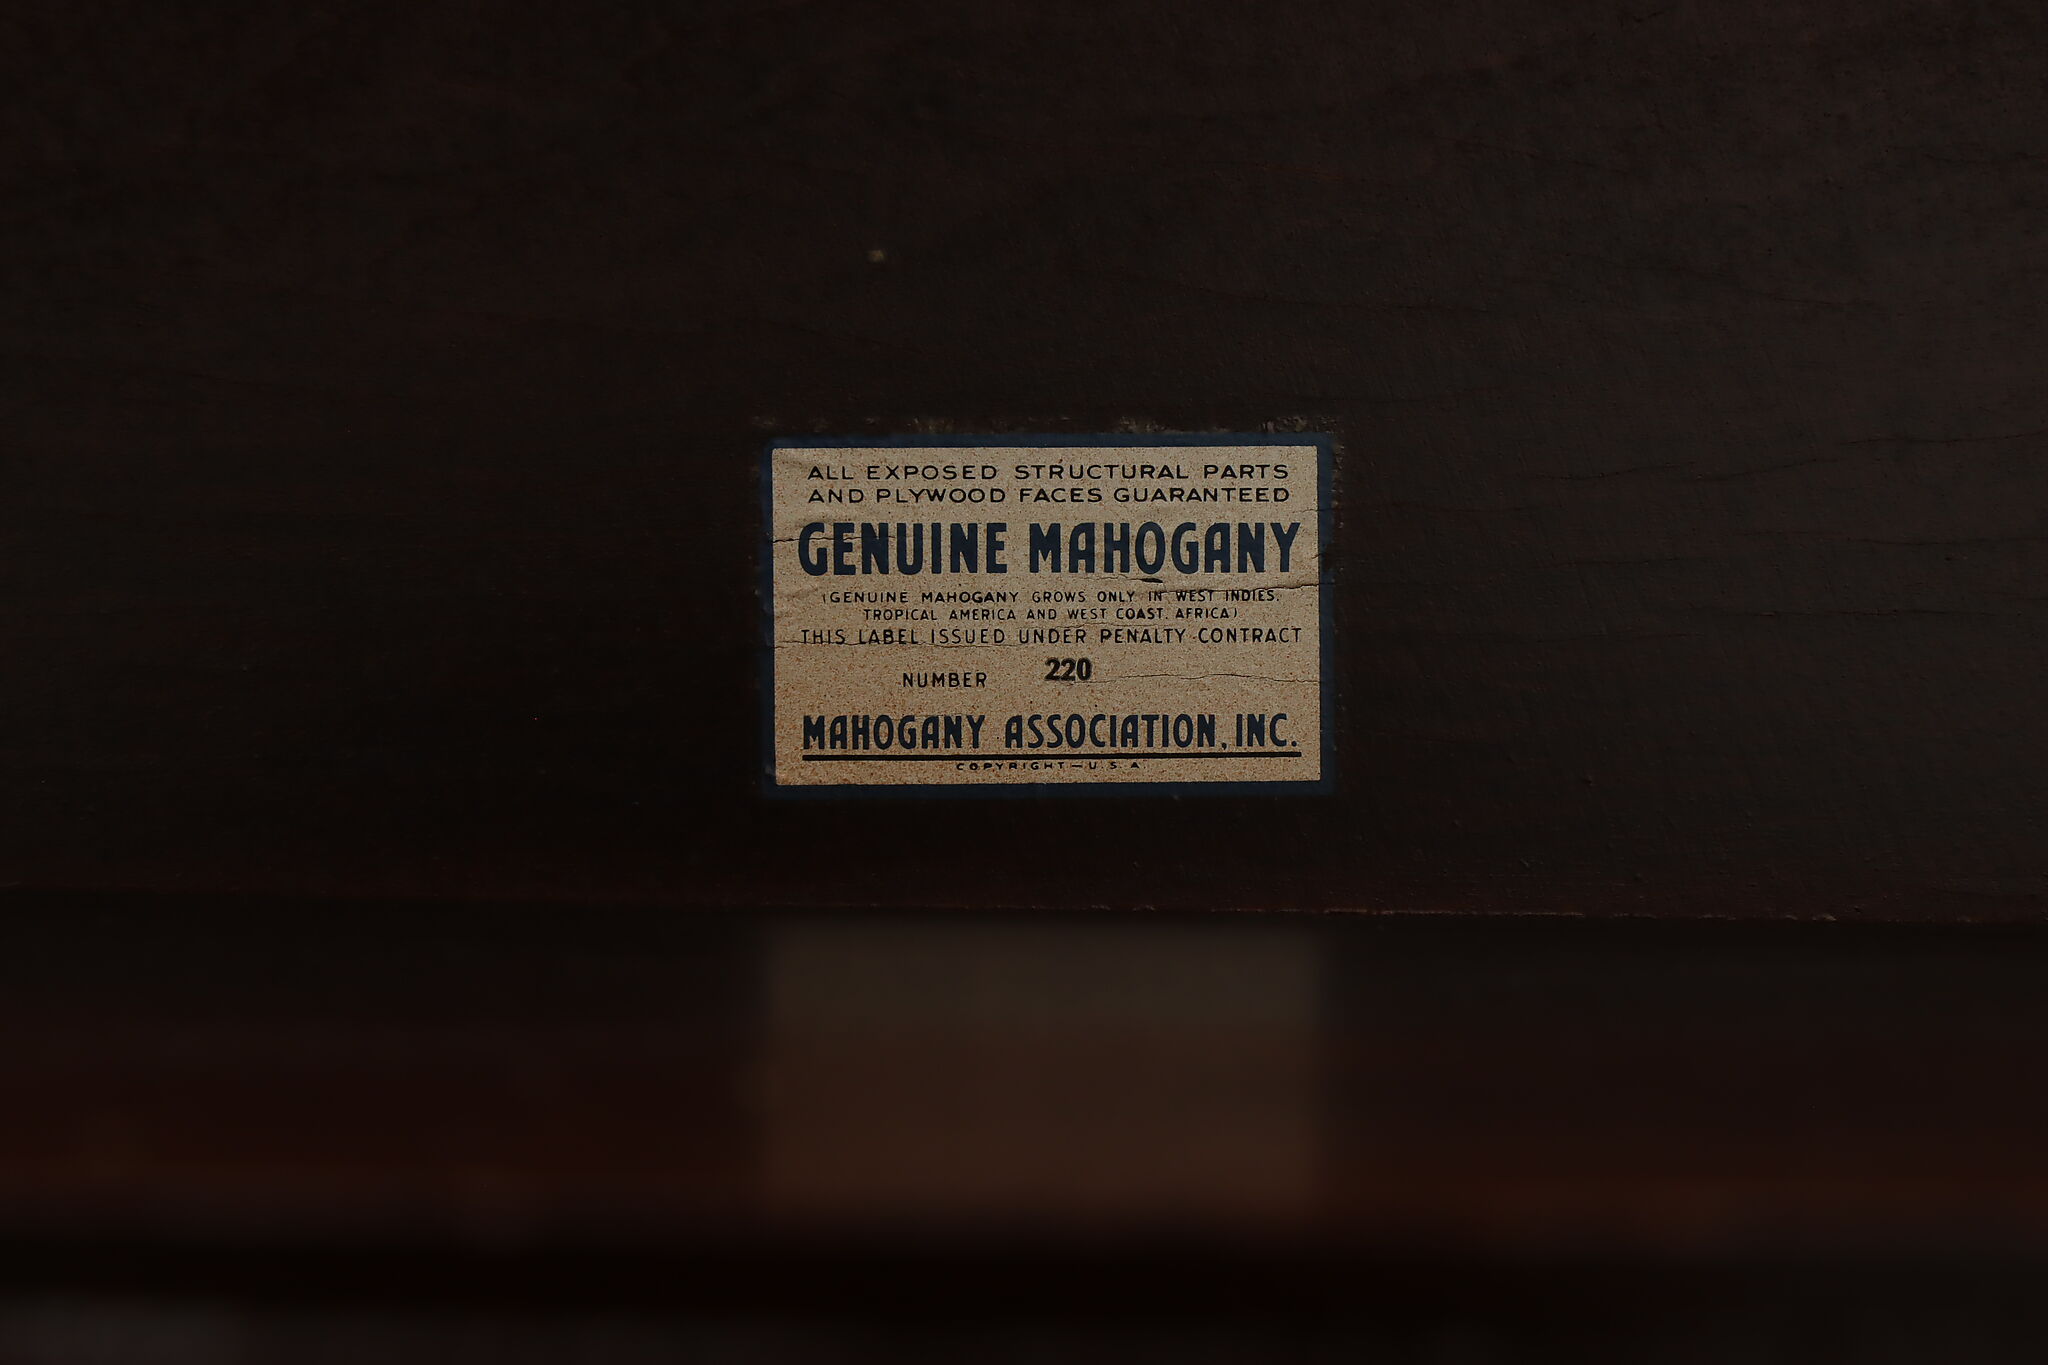 ALL EXPOSED STRUCTURAL PARTS
AND PLYWOOD FACES GUARANTEED
GENUINE MAHOGANY
(GENUINE MAHOGANY GROWS ONLY IN WEST INDIES,
TROPICAL AMERICA AND WEST COAST, AFRICA)
THIS LABEL ISSUED UNDER PENALTY CONTRACT
NUMBER 220
MAHOGANY ASSOCIATION, INC.
COPYRIGHT—U.S.A.